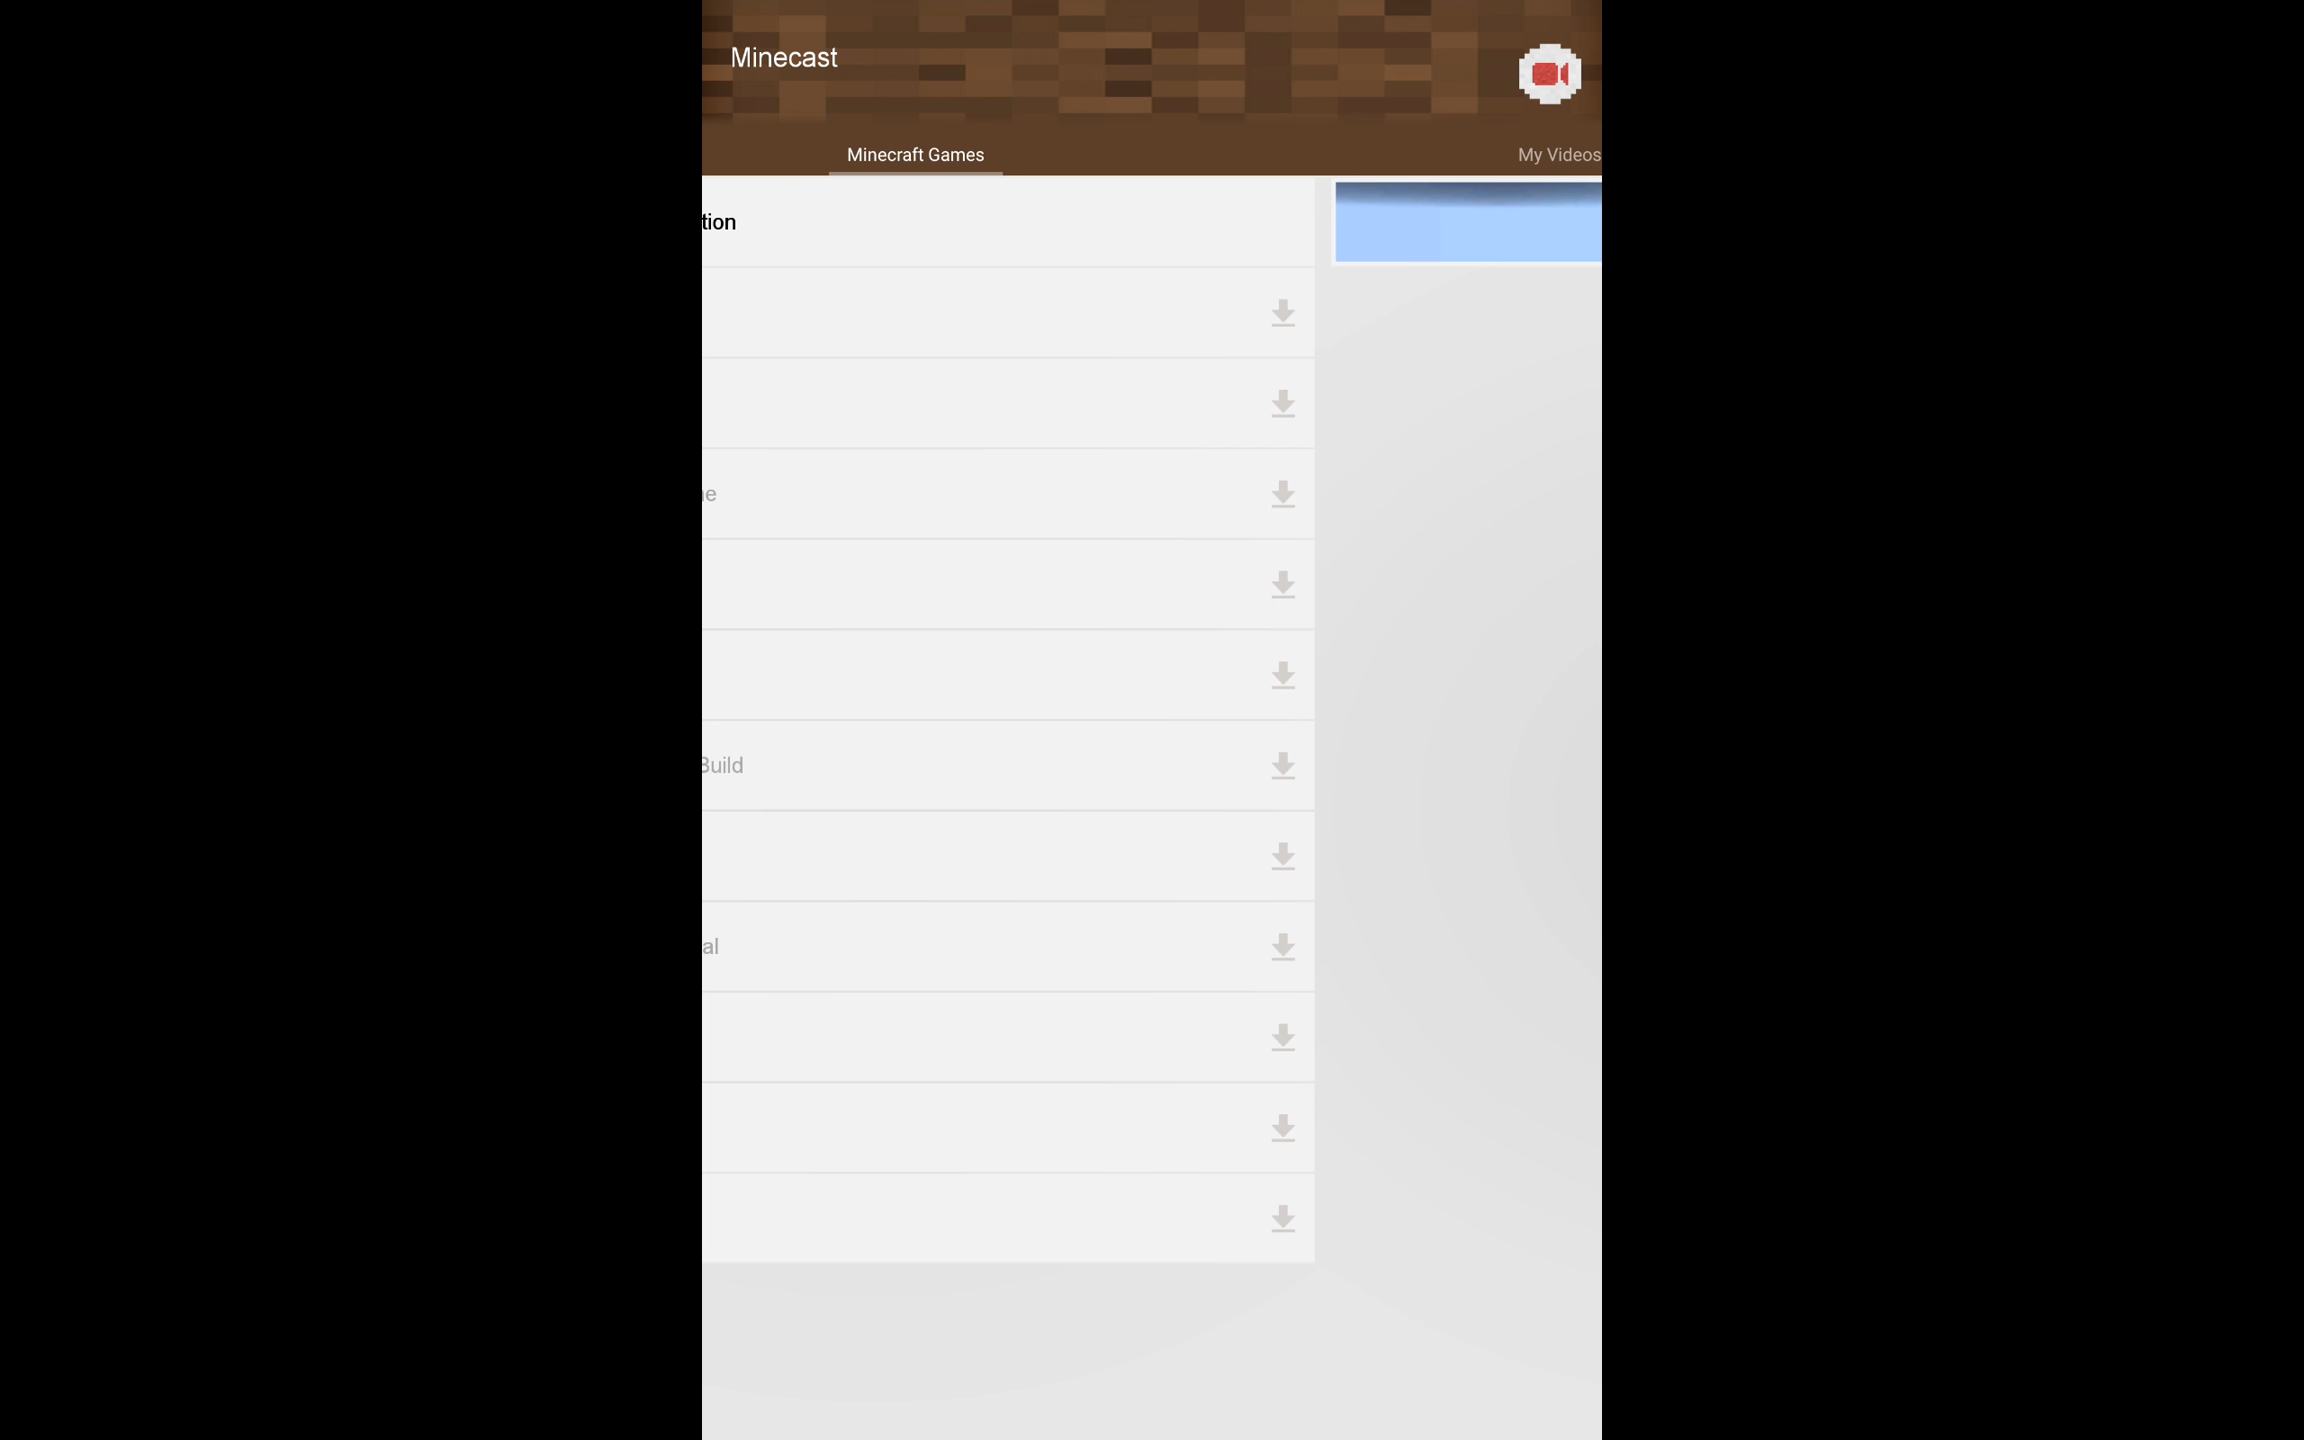 Minecast
Minecraft Games
My Videos
tion
Build
al